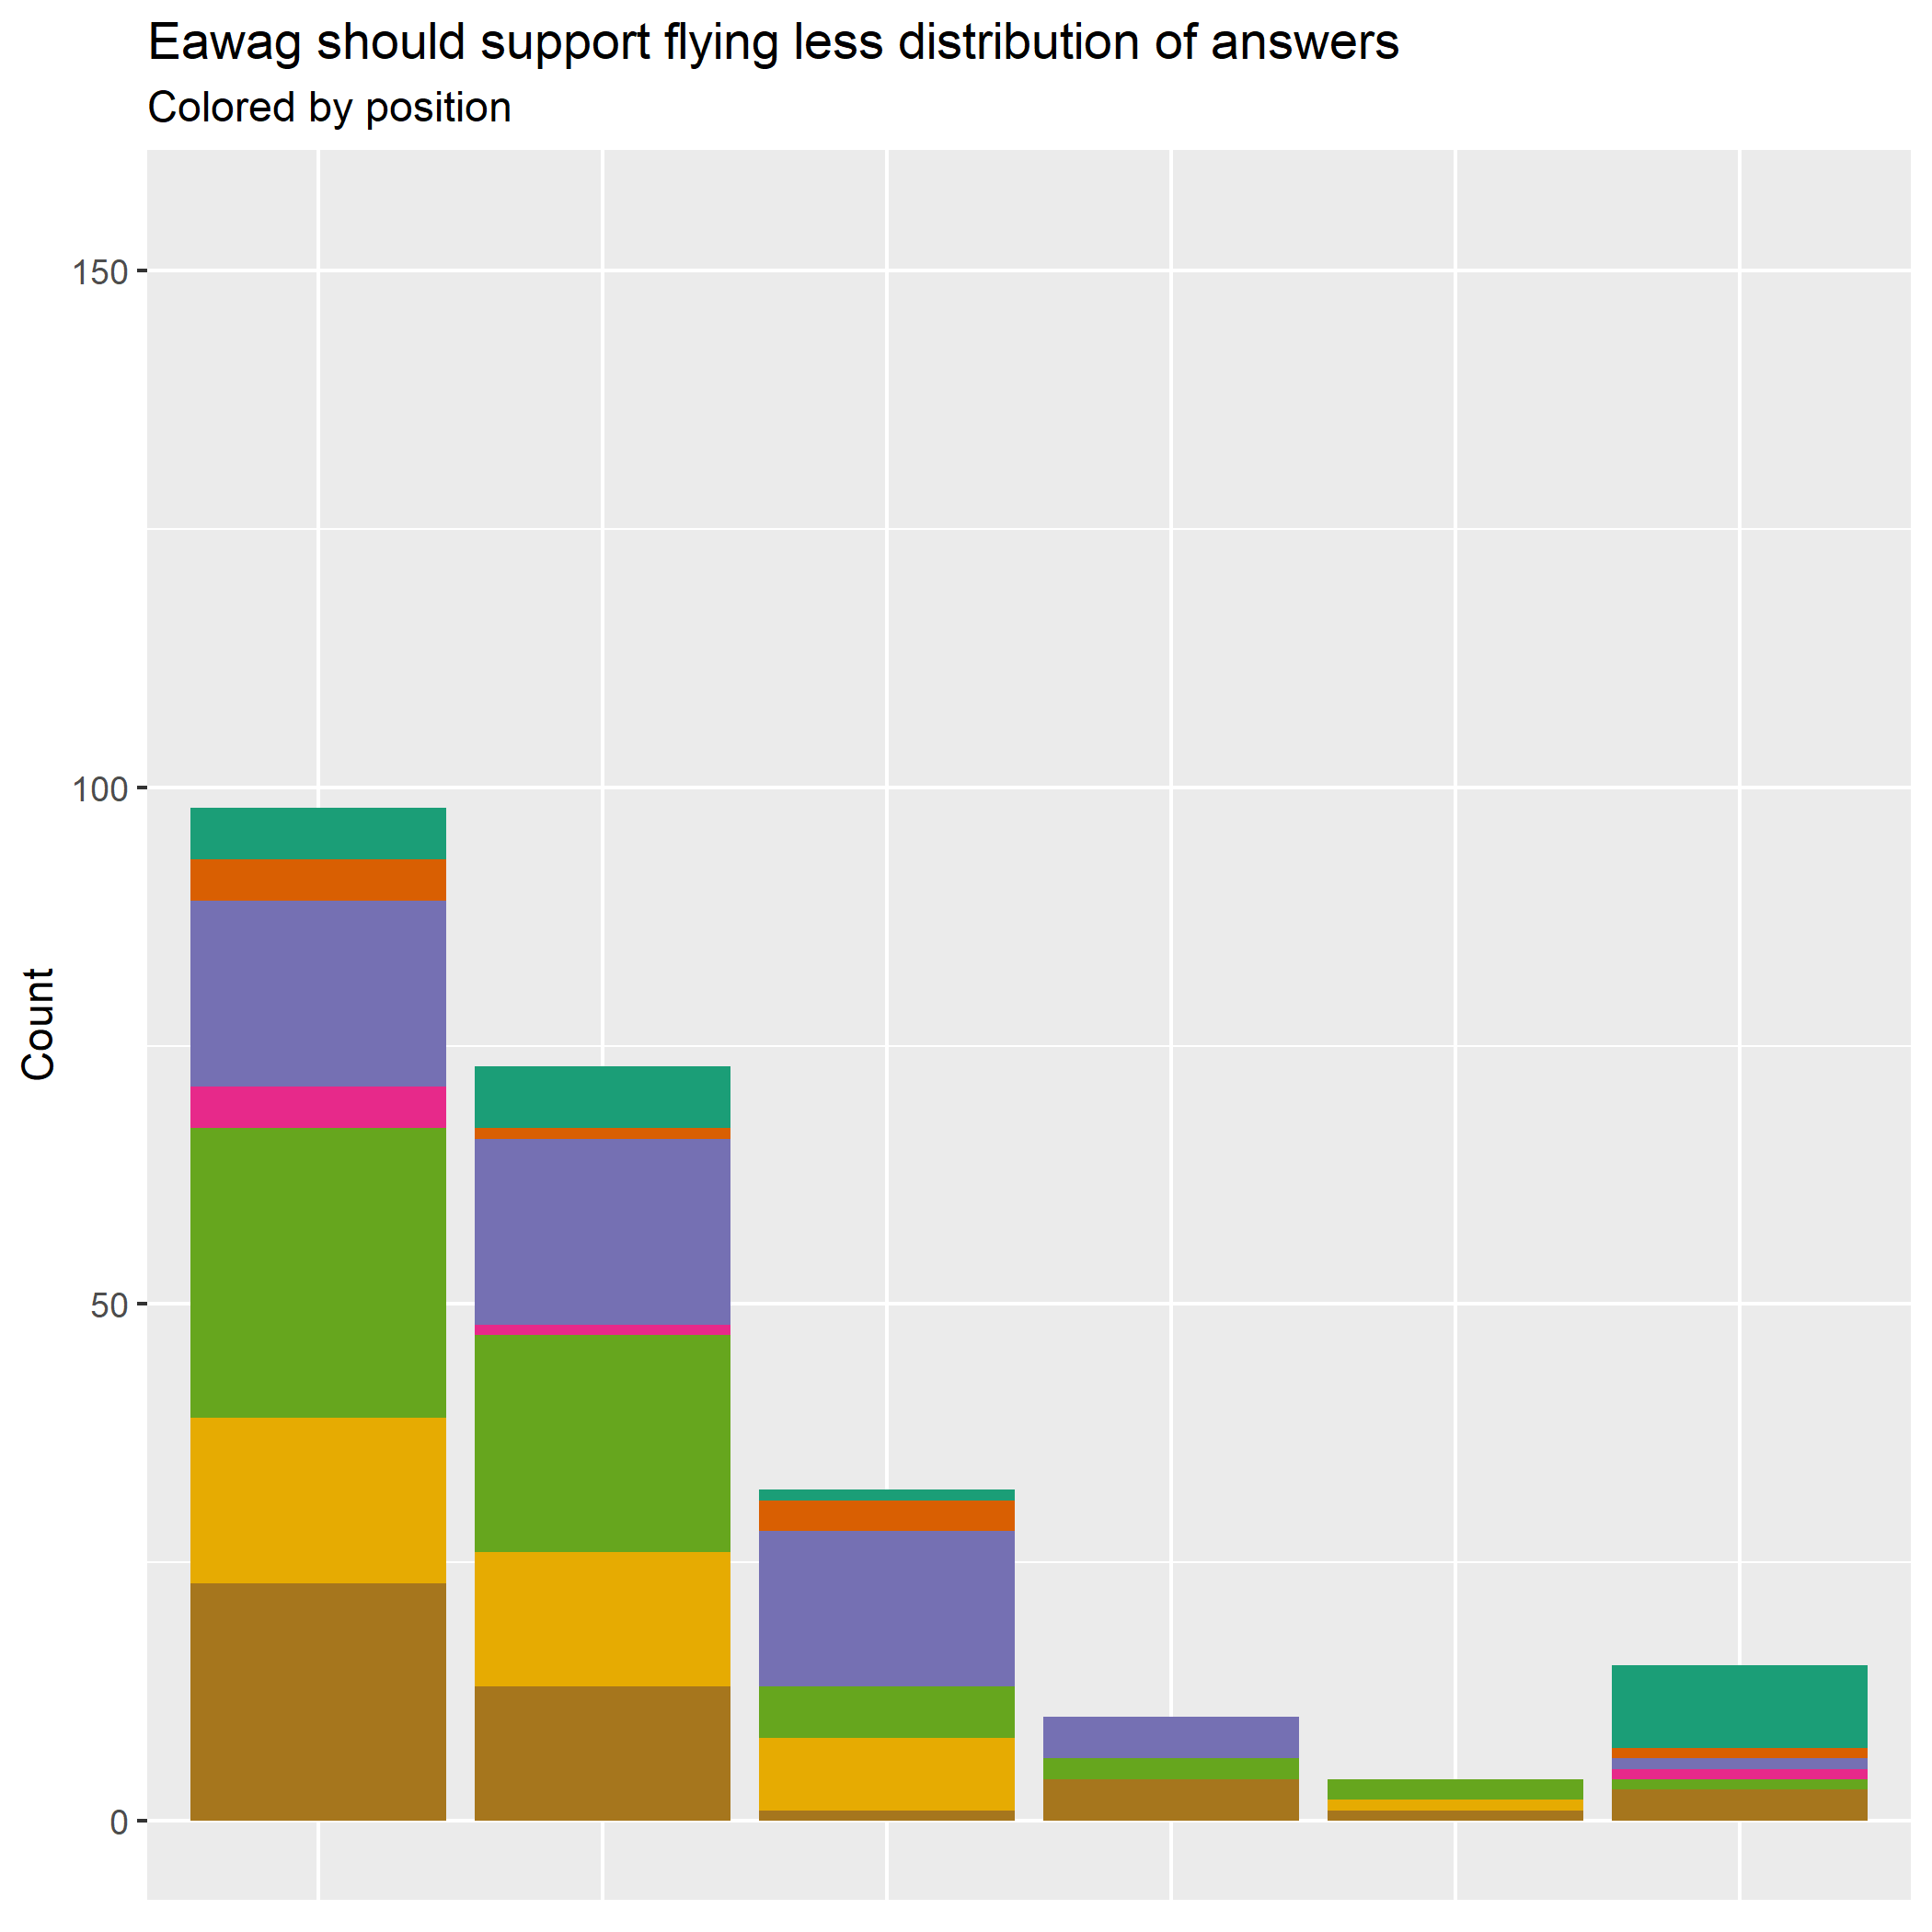 Eawag should support flying less distribution of answers
Colored by position
150
100
50
0
Count